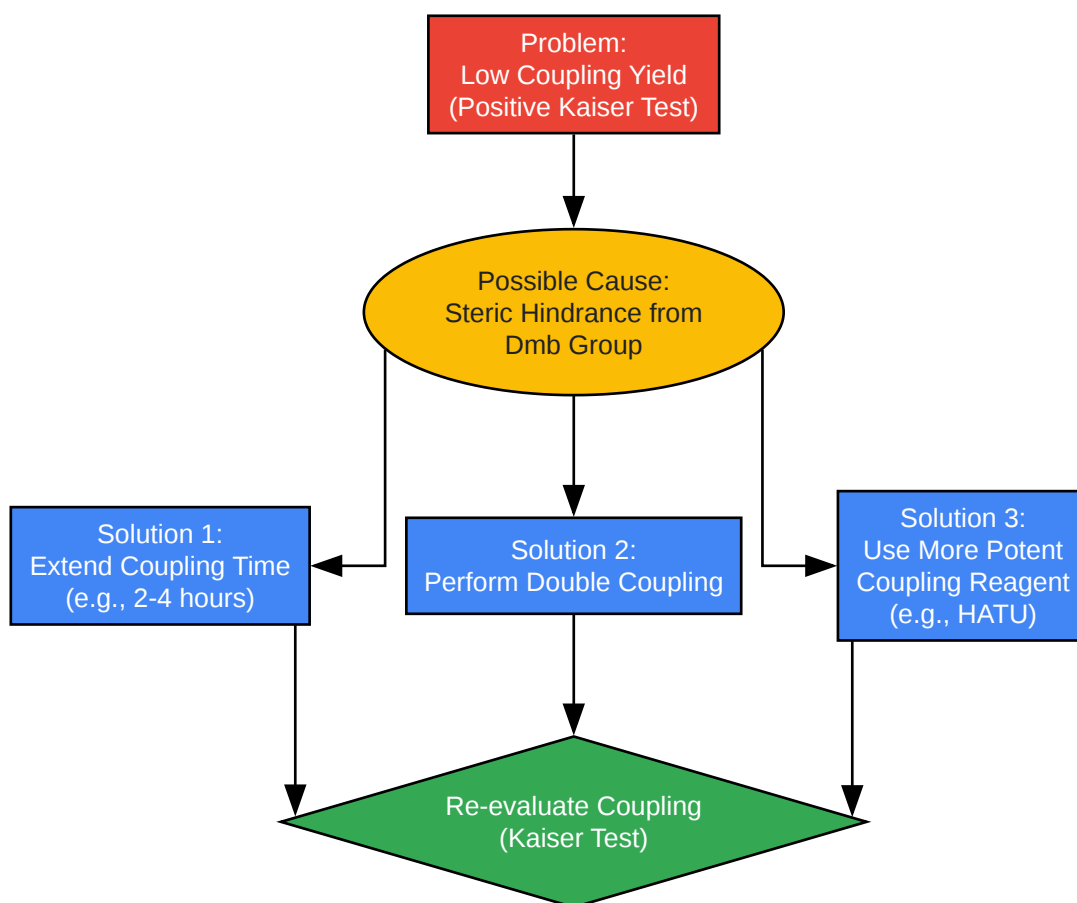 Problem:
Low Coupling Yield
(Positive Kaiser Test)
Possible Cause:
Steric Hindrance from
Dmb Group
Solution 1:
Extend Coupling Time
(e.g., 2-4 hours)
Solution 2:
Perform Double Coupling
Solution 3:
Use More Potent
Coupling Reagent
(e.g., HATU)
Re-evaluate Coupling
(Kaiser Test)